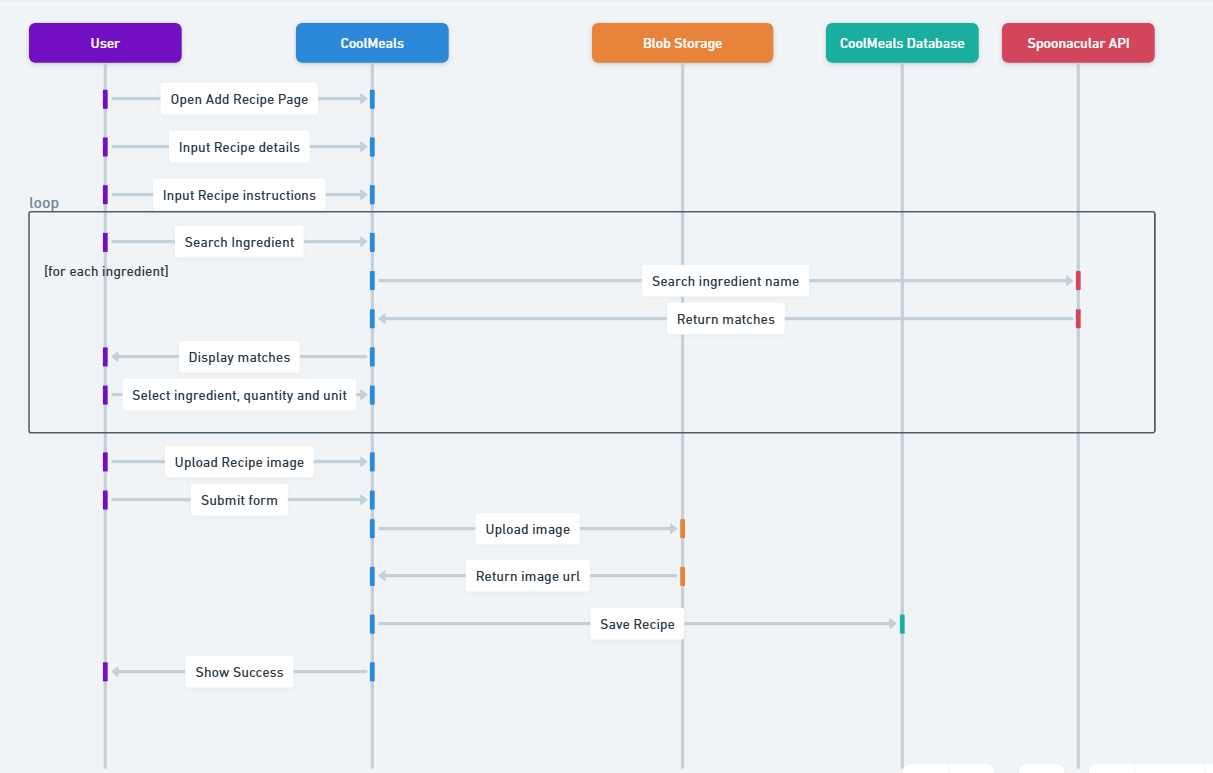 User
CoolMeals
Blob Storage
CoolMeals Database
Spoonacular API
Open Add Recipe Page
Input Recipe details
Input Recipe instructions
loop
Search Ingredient
[for each ingredient]
Search ingredient name
Return matches
Display matches
Select ingredient, quantity and unit
Upload Recipe image
Submit form
Upload image
Return image url
Save Recipe
Show Success